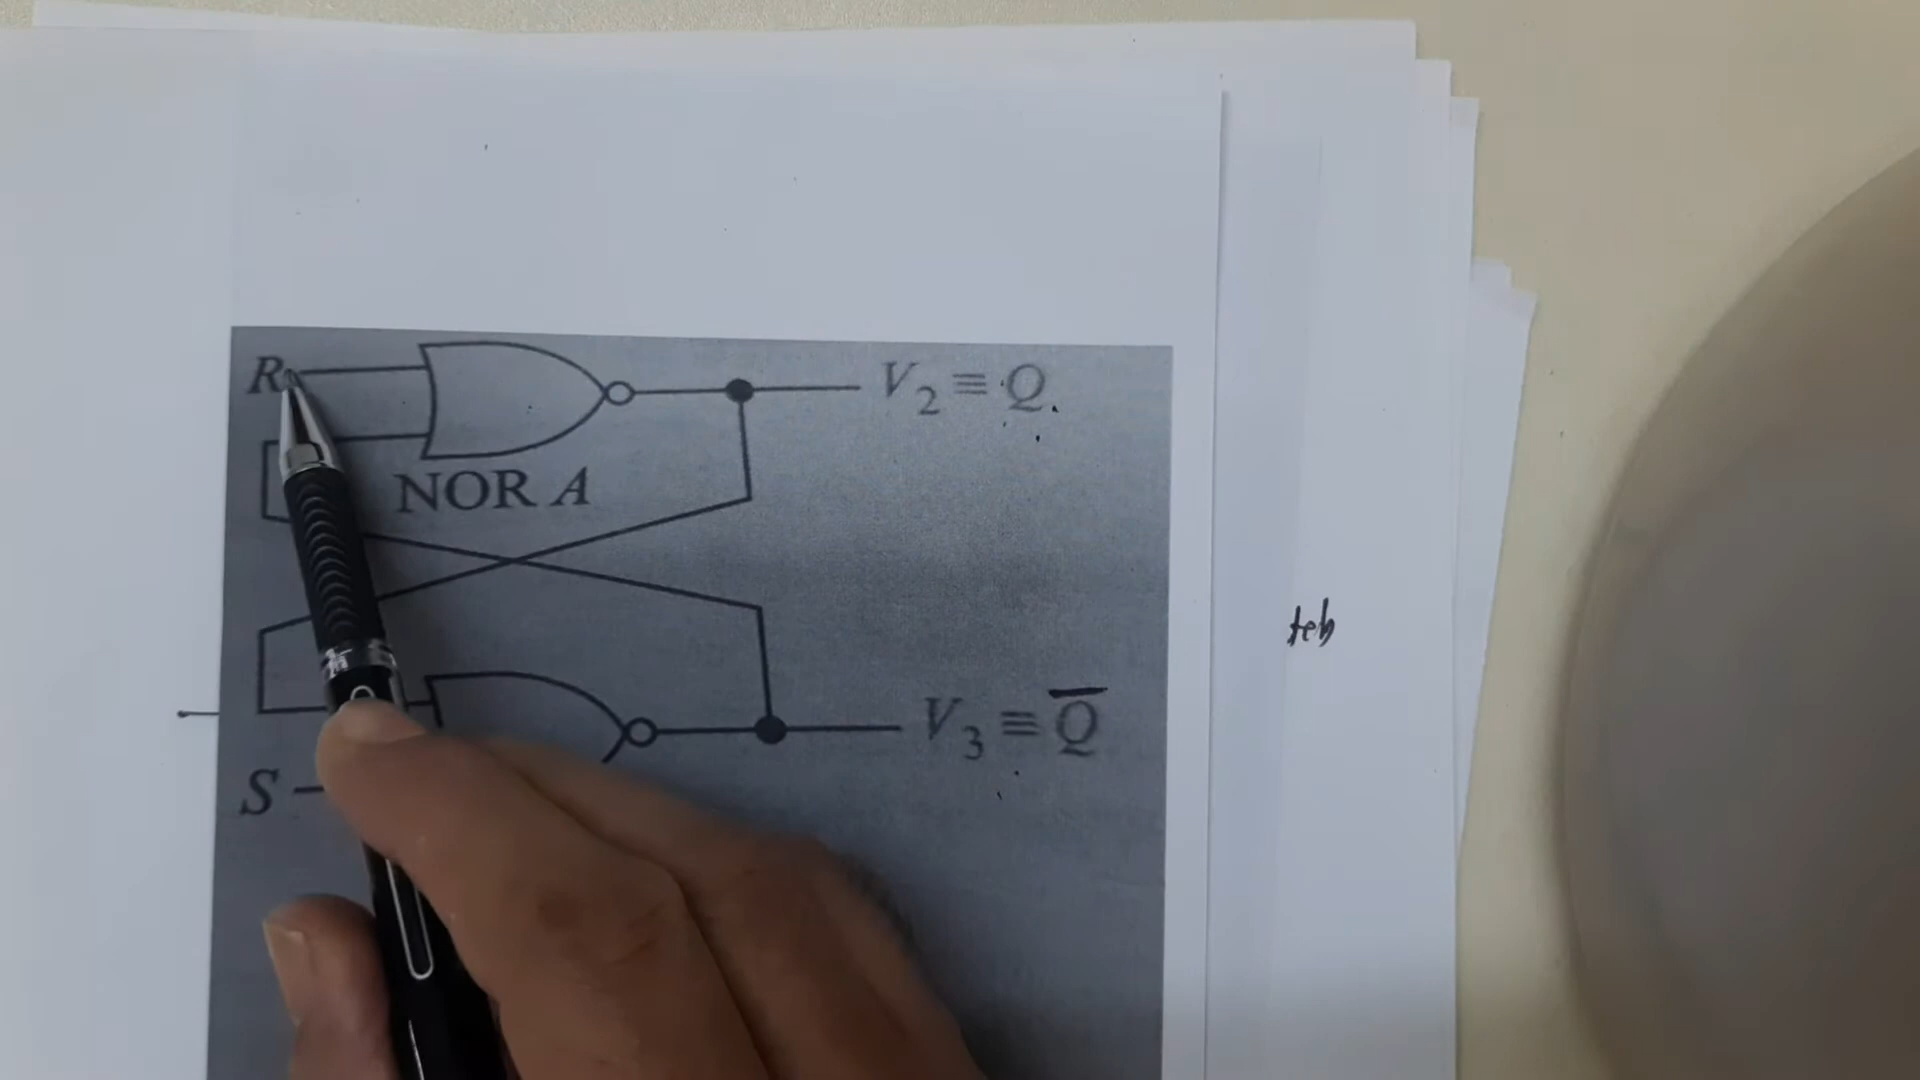 R
V₂ ≡ Q
NOR A
teh
V₃ ≡ Q̅
S